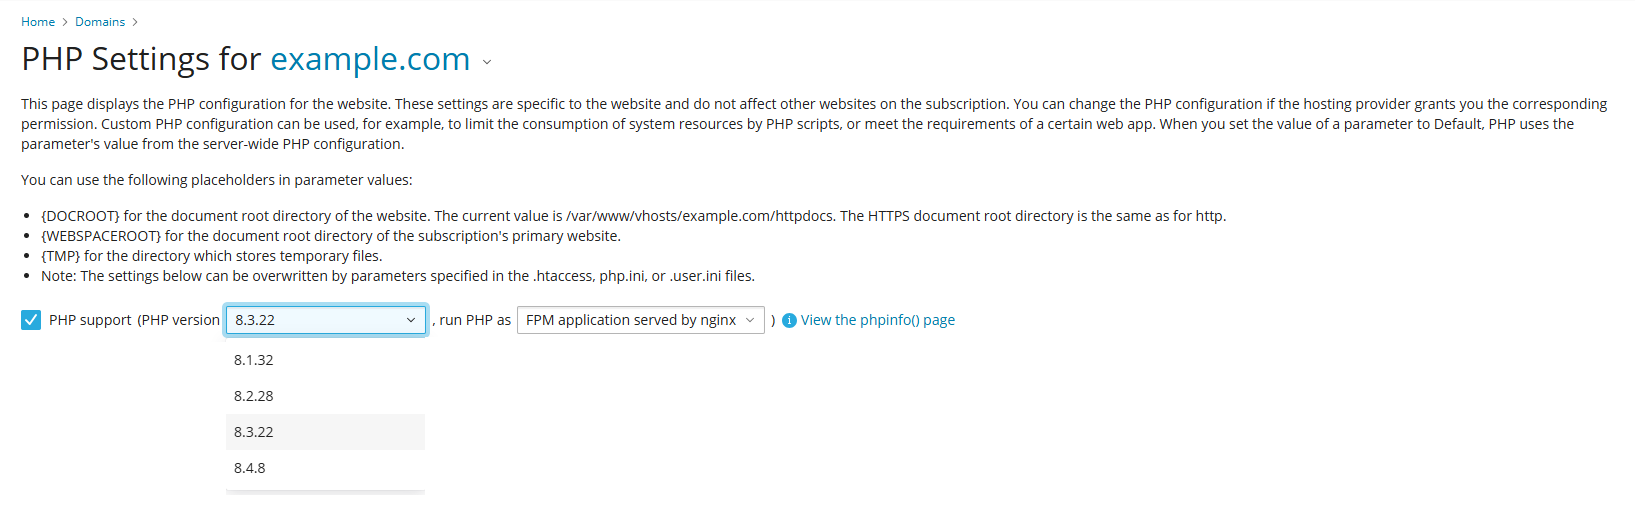 Home > Domains >
PHP Settings for example.com
This page displays the PHP configuration for the website. These settings are specific to the website and do not affect other websites on the subscription. You can change the PHP configuration if the hosting provider grants you the corresponding
permission. Custom PHP configuration can be used, for example, to limit the consumption of system resources by PHP scripts, or meet the requirements of a certain web app. When you set the value of a parameter to Default, PHP uses the
parameter's value from the server-wide PHP configuration.
You can use the following placeholders in parameter values:
• {DOCROOT} for the document root directory of the website. The current value is /var/www/vhosts/example.com/httpdocs. The HTTPS document root directory is the same as for http.
• {WEBSPACEROOT} for the document root directory of the subscription's primary website.
• {TMP} for the directory which stores temporary files.
• Note: The settings below can be overwritten by parameters specified in the .htaccess, php.ini, or .user.ini files.
PHP support (PHP version 8.3.22 , run PHP as FPM application served by nginx ) View the phpinfo() page
8.1.32
8.2.28
8.3.22
8.4.8